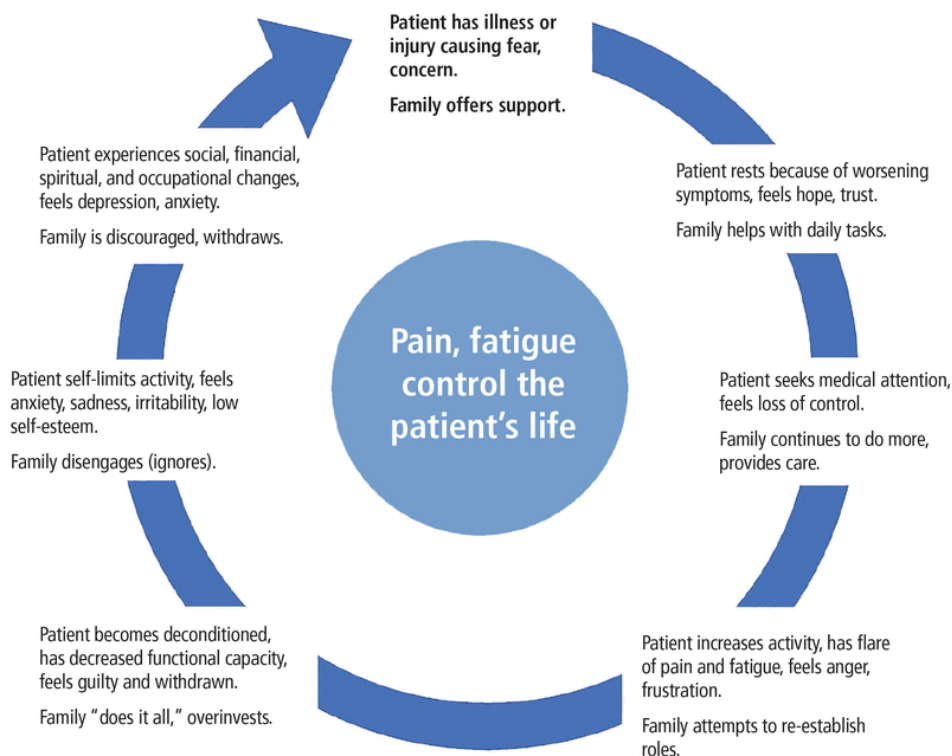 Patient has illness or
injury causing fear,
concern.
Family offers support.
Patient rests because of worsening
symptoms, feels hope, trust.
Family helps with daily tasks.
Patient seeks medical attention,
feels loss of control.
Family continues to do more,
provides care.
Patient increases activity, has flare
of pain and fatigue, feels anger,
frustration.
Family attempts to re-establish
roles.
Patient becomes deconditioned,
has decreased functional capacity,
feels guilty and withdrawn.
Family “does it all,” overinvests.
Patient self-limits activity, feels
anxiety, sadness, irritability, low
self-esteem.
Family disengages (ignores).
Patient experiences social, financial,
spiritual, and occupational changes,
feels depression, anxiety.
Family is discouraged, withdraws.
Pain, fatigue
control the
patient’s life